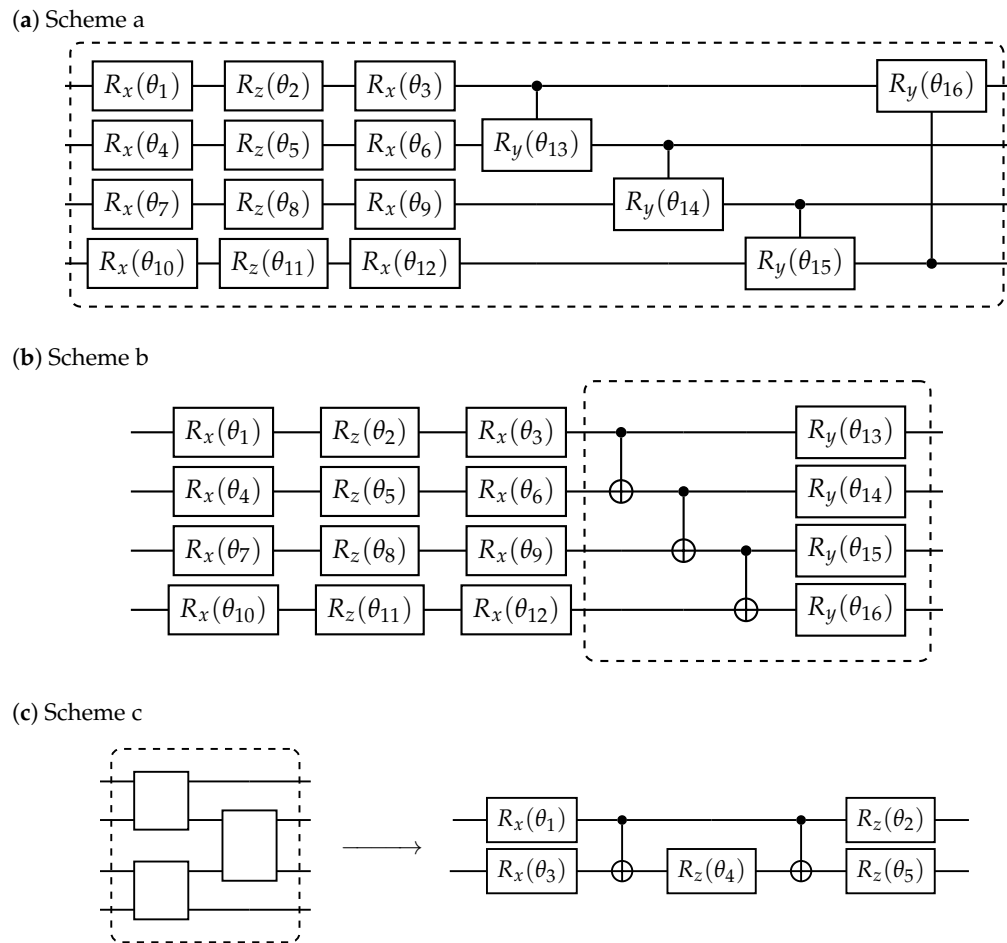 (a) Scheme a
Rx(θ1) Rz(θ2) Rx(θ3) Ry(θ16)
Rx(θ4) Rz(θ5) Rx(θ6) Ry(θ13)
Rx(θ7) Rz(θ8) Rx(θ9) Ry(θ14)
Rx(θ10) Rz(θ11) Rx(θ12) Ry(θ15)
(b) Scheme b
Rx(θ1) Rz(θ2) Rx(θ3) Ry(θ13)
Rx(θ4) Rz(θ5) Rx(θ6) Ry(θ14)
Rx(θ7) Rz(θ8) Rx(θ9) Ry(θ15)
Rx(θ10) Rz(θ11) Rx(θ12) Ry(θ16)
(c) Scheme c
Rx(θ1) Rz(θ2)
Rx(θ3) Rz(θ4) Rz(θ5)